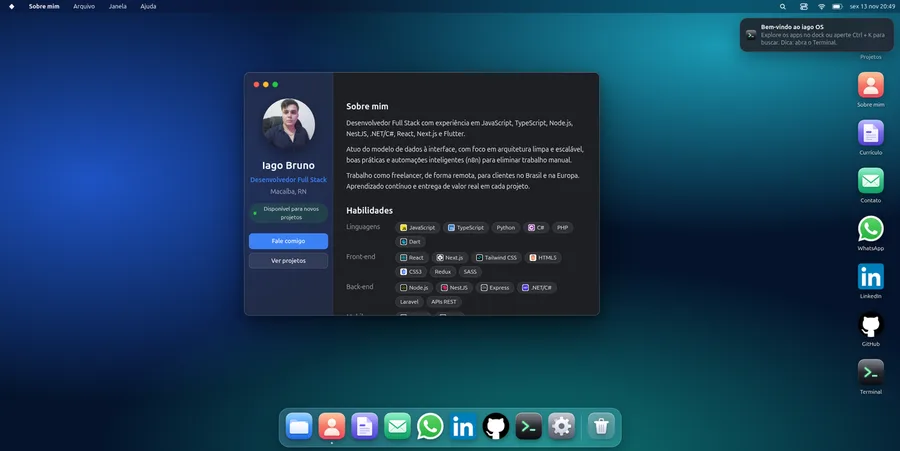 Sobre mim Arquivo Janela Ajuda sex 13 nov 20:49
Bem-vindo ao iago OS
Explore os apps no dock ou aperte Ctrl + K para
buscar. Dica: abra o Terminal.
Projetos
Sobre mim
Currículo
Contato
WhatsApp
LinkedIn
GitHub
Terminal
Iago Bruno
Desenvolvedor Full Stack
Macaíba, RN
Disponível para novos
projetos
Fale comigo
Ver projetos
Sobre mim
Desenvolvedor Full Stack com experiência em JavaScript, TypeScript, Node.js,
NestJS, .NET/C#, React, Next.js e Flutter.
Atuo do modelo de dados à interface, com foco em arquitetura limpa e escalável,
boas práticas e automações inteligentes (n8n) para eliminar trabalho manual.
Trabalho como freelancer, de forma remota, para clientes no Brasil e na Europa.
Aprendizado contínuo e entrega de valor real em cada projeto.
Habilidades
Linguagens JavaScript TypeScript Python C# PHP
Dart
Front-end React Next.js Tailwind CSS HTML5
CSS3 Redux SASS
Back-end Node.js NestJS Express .NET/C#
Laravel APIs REST